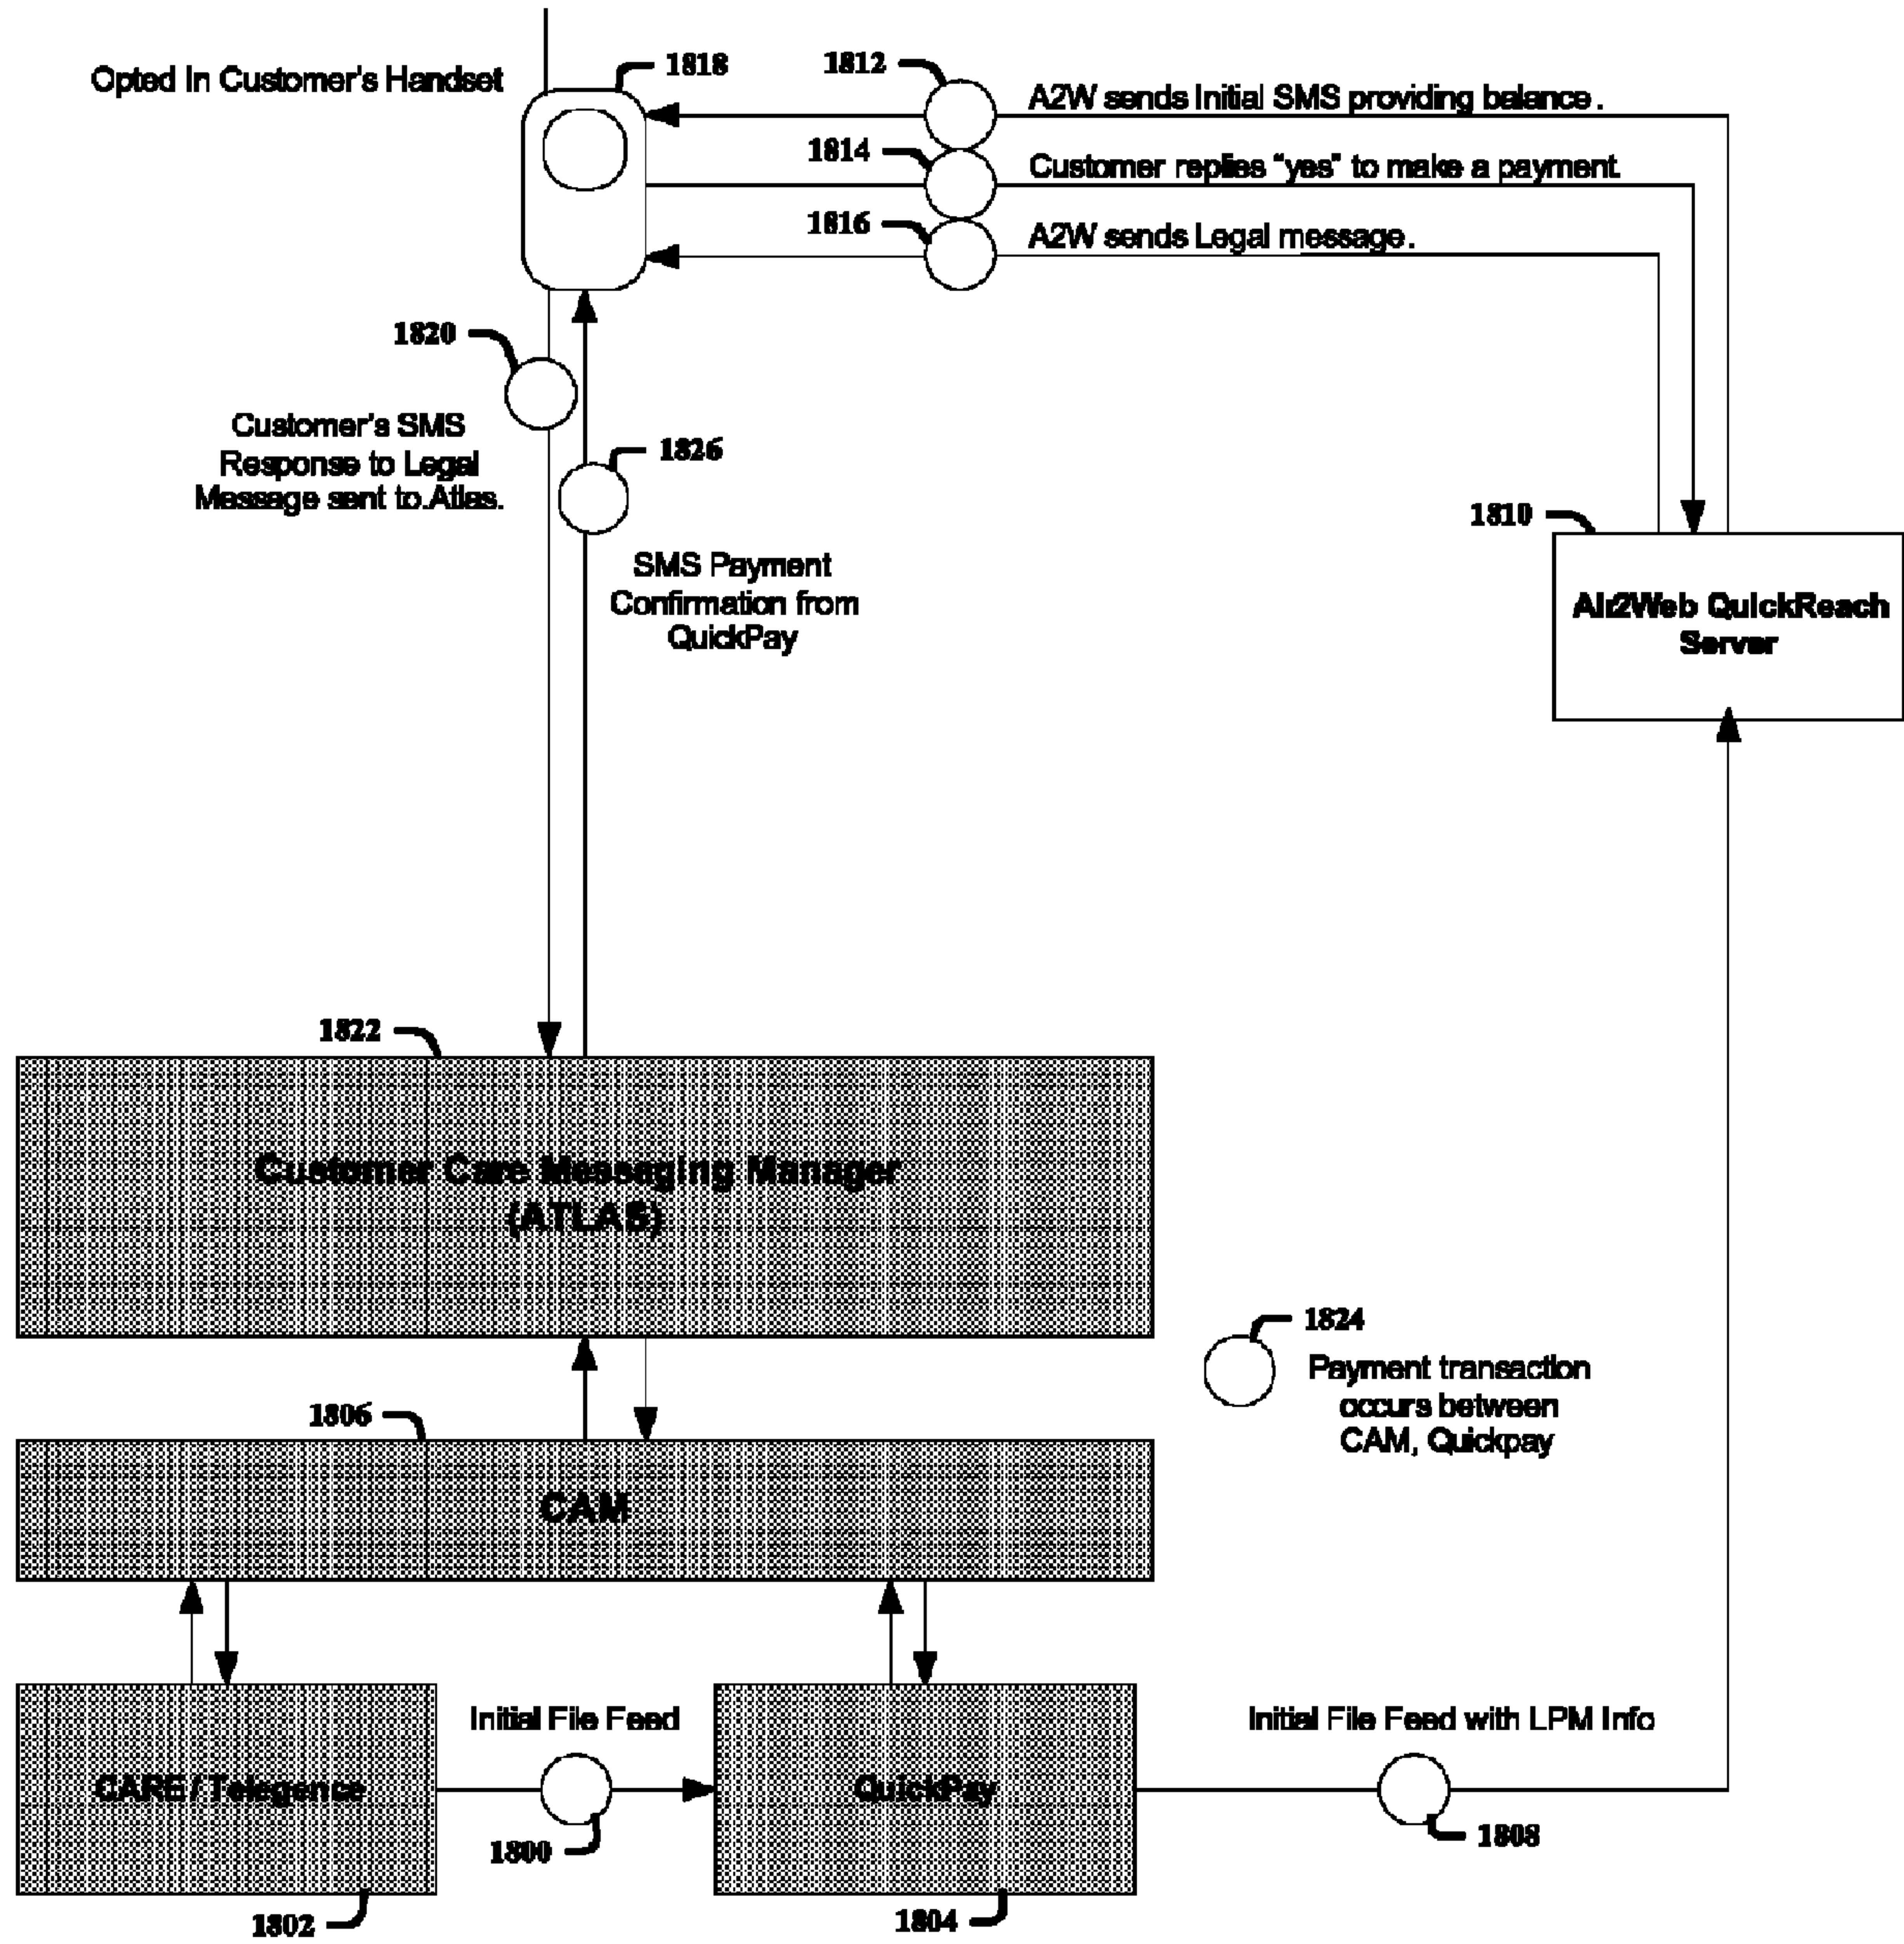 Opted In Customer's Handset
1818
1812
A2W sends Initial SMS providing balance.
1814
Customer replies "yes" to make a payment.
1816
A2W sends Legal message.
1820
Customer's SMS
Response to Legal
Message sent to.Atlas.
1826
SMS Payment
Confirmation from
QuickPay
1810
Air2Web QuickReach
Server
1822
Customer Care Messaging Manager
(ATLAS)
1824
Payment transaction
occurs between
CAM, Quickpay
1806
CAM
Initial File Feed
Initial File Feed with LPM Info
CARE / Telegence
QuickPay
1800
1808
1802
1804